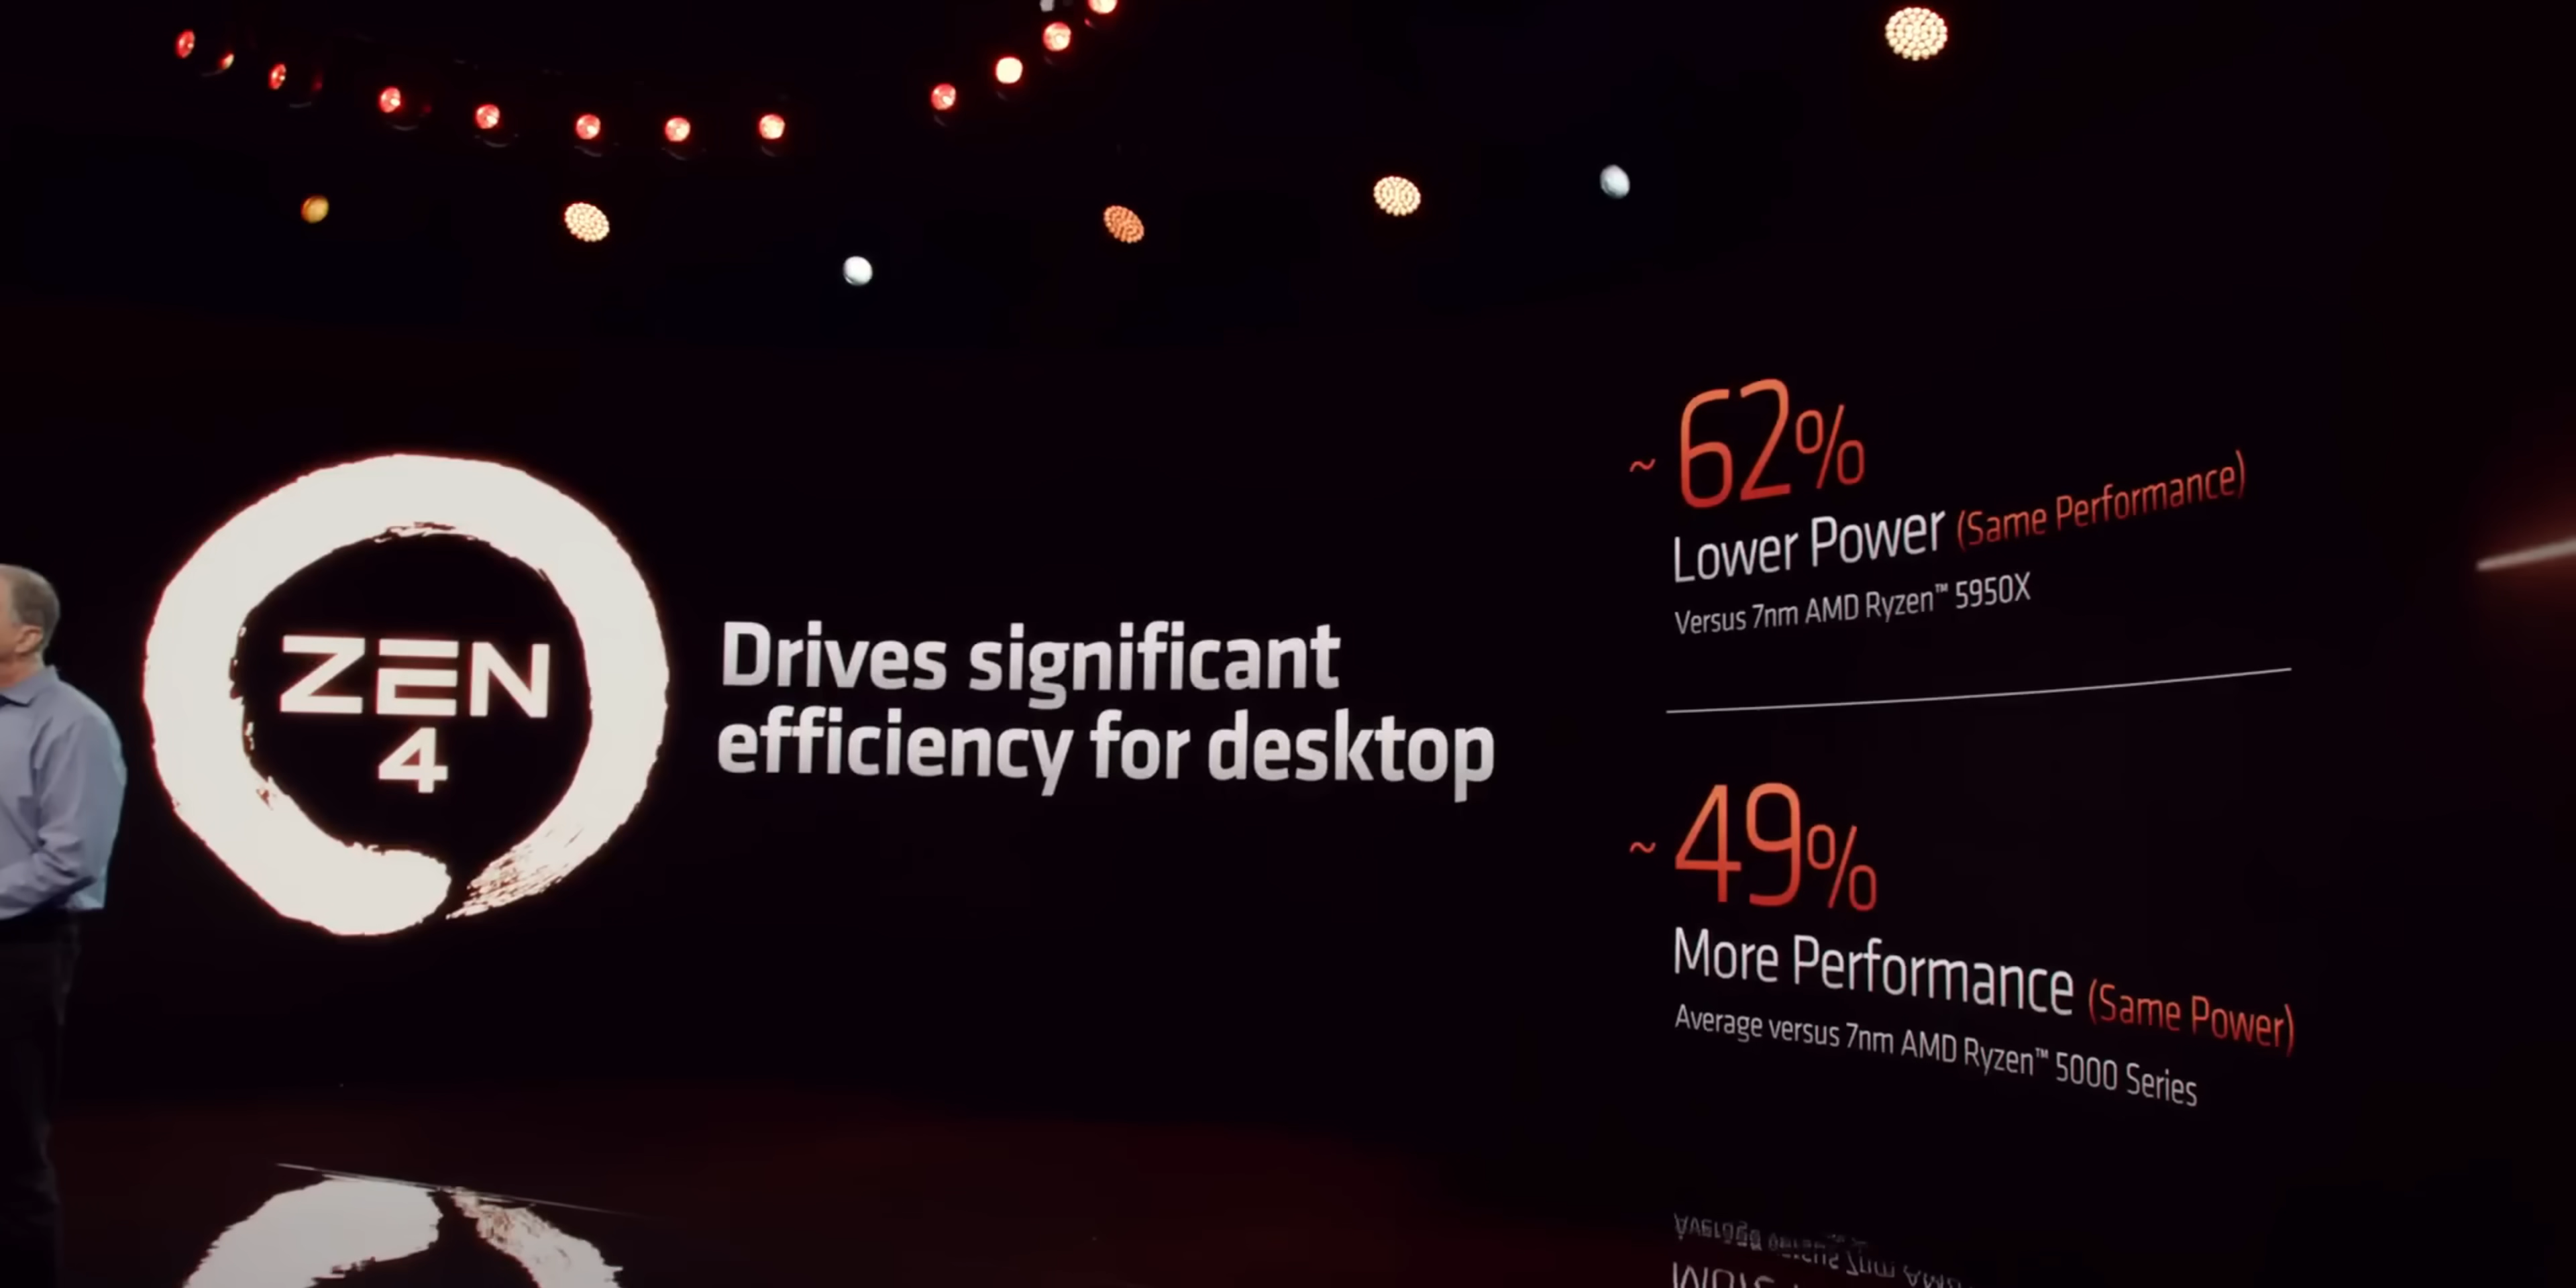 ZEN
4
Drives significant
efficiency for desktop
~62%
Lower Power (Same Performance)
Versus 7nm AMD Ryzen™ 5950X
~49%
More Performance (Same Power)
Average versus 7nm AMD Ryzen™ 5000 Series